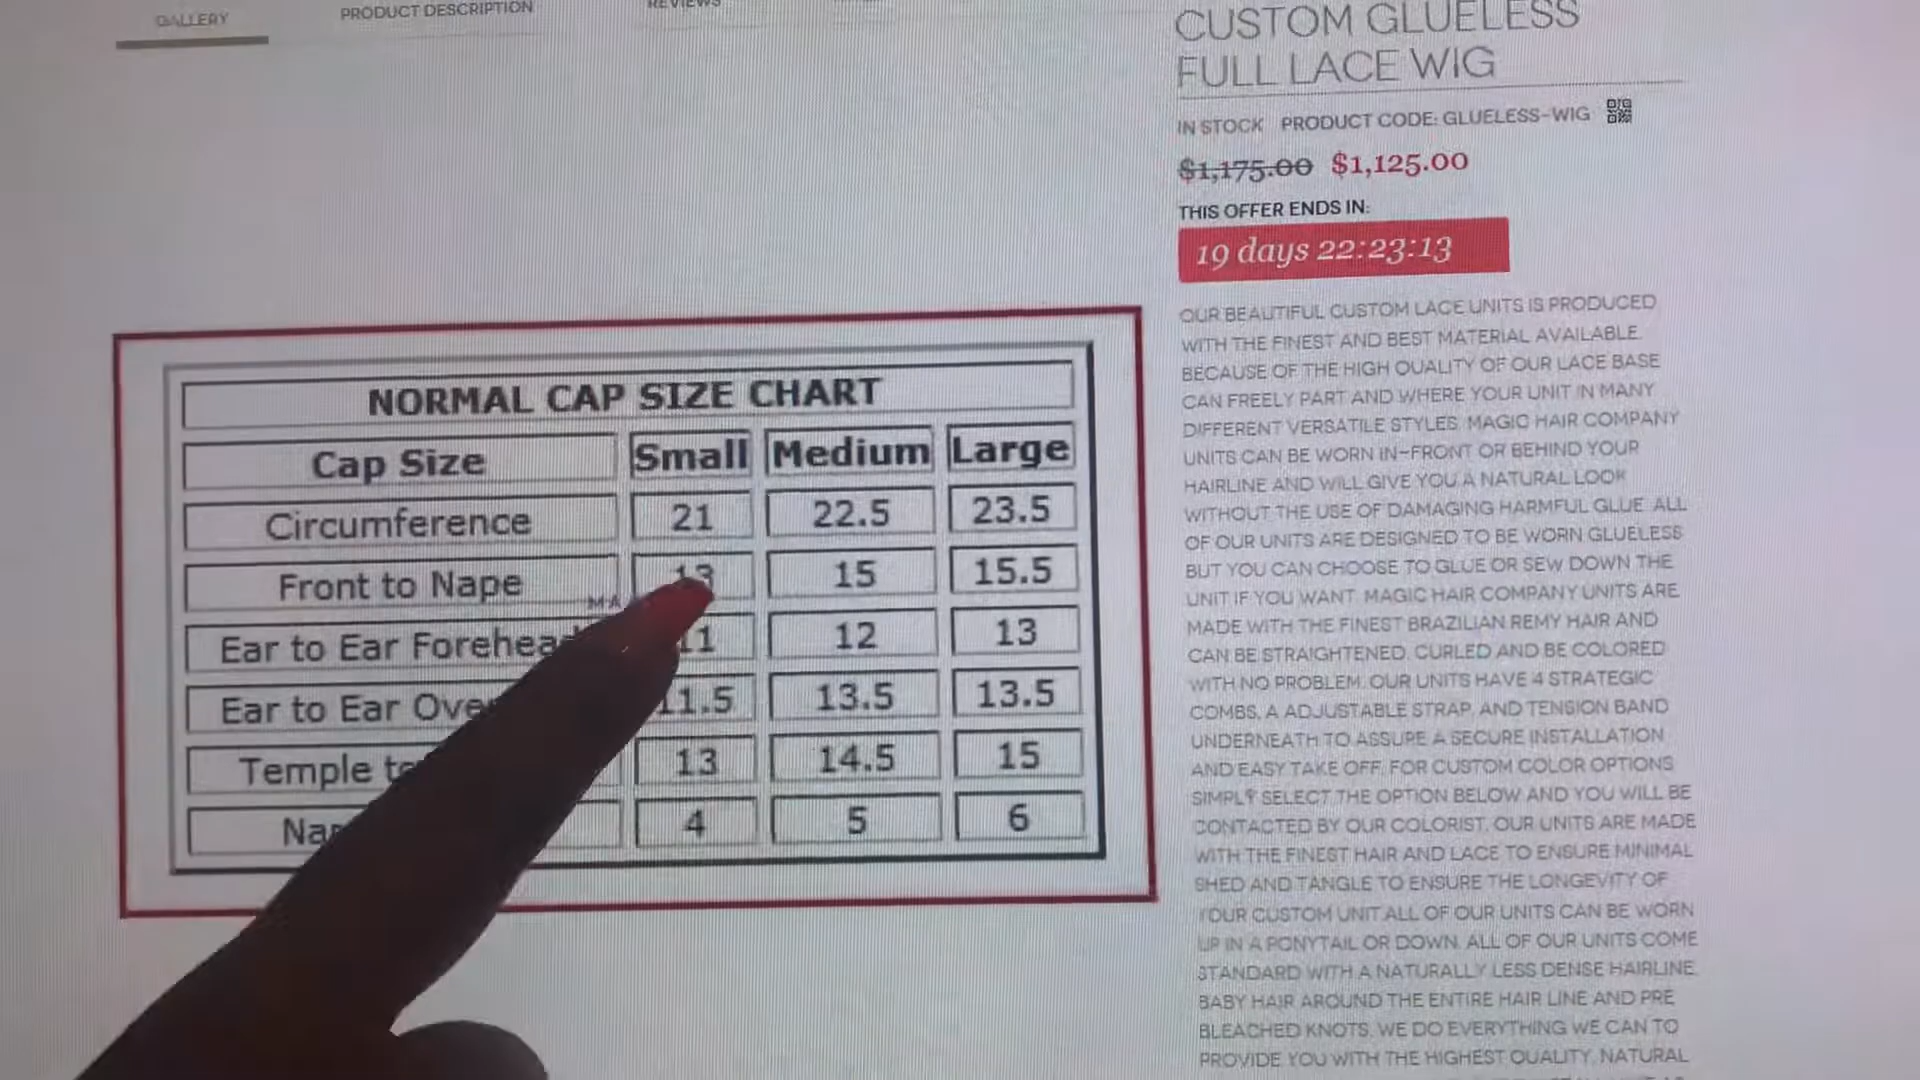 GALLERY
PRODUCT DESCRIPTION
REVIEWS
CUSTOM GLUELESS
FULL LACE WIG
IN STOCK PRODUCT CODE: GLUELESS-WIG
$1,175.00 $1,125.00
THIS OFFER ENDS IN:
19 days 22:23:13
NORMAL CAP SIZE CHART
Cap Size Small Medium Large
Circumference 21 22.5 23.5
Front to Nape 13 15 15.5
Ear to Ear 11 12 13
Ear to Ear 11.5 13.5 13.5
Temple 13 14.5 15
4 5 6
OUR BEAUTIFUL CUSTOM LACE UNITS IS PRODUCED
WITH THE FINEST AND BEST MATERIAL AVAILABLE.
BECAUSE OF THE HIGH QUALITY OF OUR LACE BASE
CAN FREELY PART AND WHERE YOUR UNIT IN MANY
DIFFERENT VERSATILE STYLES. MAGIC HAIR COMPANY
UNITS CAN BE WORN IN-FRONT OR BEHIND YOUR
HAIRLINE AND WILL GIVE YOU A NATURAL LOOK
WITHOUT THE USE OF DAMAGING HARMFUL GLUE. ALL
OF OUR UNITS ARE DESIGNED TO BE WORN GLUELESS
BUT YOU CAN CHOOSE TO GLUE OR SEW DOWN THE
UNIT IF YOU WANT. MAGIC HAIR COMPANY UNITS ARE
MADE WITH THE FINEST BRAZILIAN REMY HAIR AND
CAN BE STRAIGHTENED, CURLED AND BE COLORED
WITH NO PROBLEM. OUR UNITS HAVE 4 STRATEGIC
COMBS, A ADJUSTABLE STRAP, AND TENSION BAND
UNDERNEATH TO ASSURE A SECURE INSTALLATION
AND EASY TAKE OFF. FOR CUSTOM COLOR OPTIONS
SIMPLY SELECT THE OPTION BELOW AND YOU WILL BE
CONTACTED BY OUR COLORIST. OUR UNITS ARE MADE
WITH THE FINEST HAIR AND LACE TO ENSURE MINIMAL
SHED AND TANGLE TO ENSURE THE LONGEVITY OF
YOUR CUSTOM UNIT.ALL OF OUR UNITS CAN BE WORN
UP IN A PONYTAIL OR DOWN. ALL OF OUR UNITS COME
STANDARD WITH A NATURALLY LESS DENSE HAIRLINE,
BABY HAIR AROUND THE ENTIRE HAIR LINE AND PRE
BLEACHED KNOTS. WE DO EVERYTHING WE CAN TO
PROVIDE YOU WITH THE HIGHEST QUALITY, NATURAL